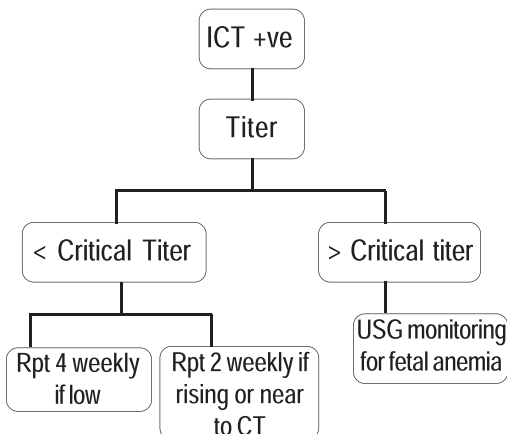 ICT +ve
Titer
< Critical Titer
> Critical titer
Rpt 4 weekly
if low
Rpt 2 weekly if
rising or near
to CT
USG monitoring
for fetal anemia